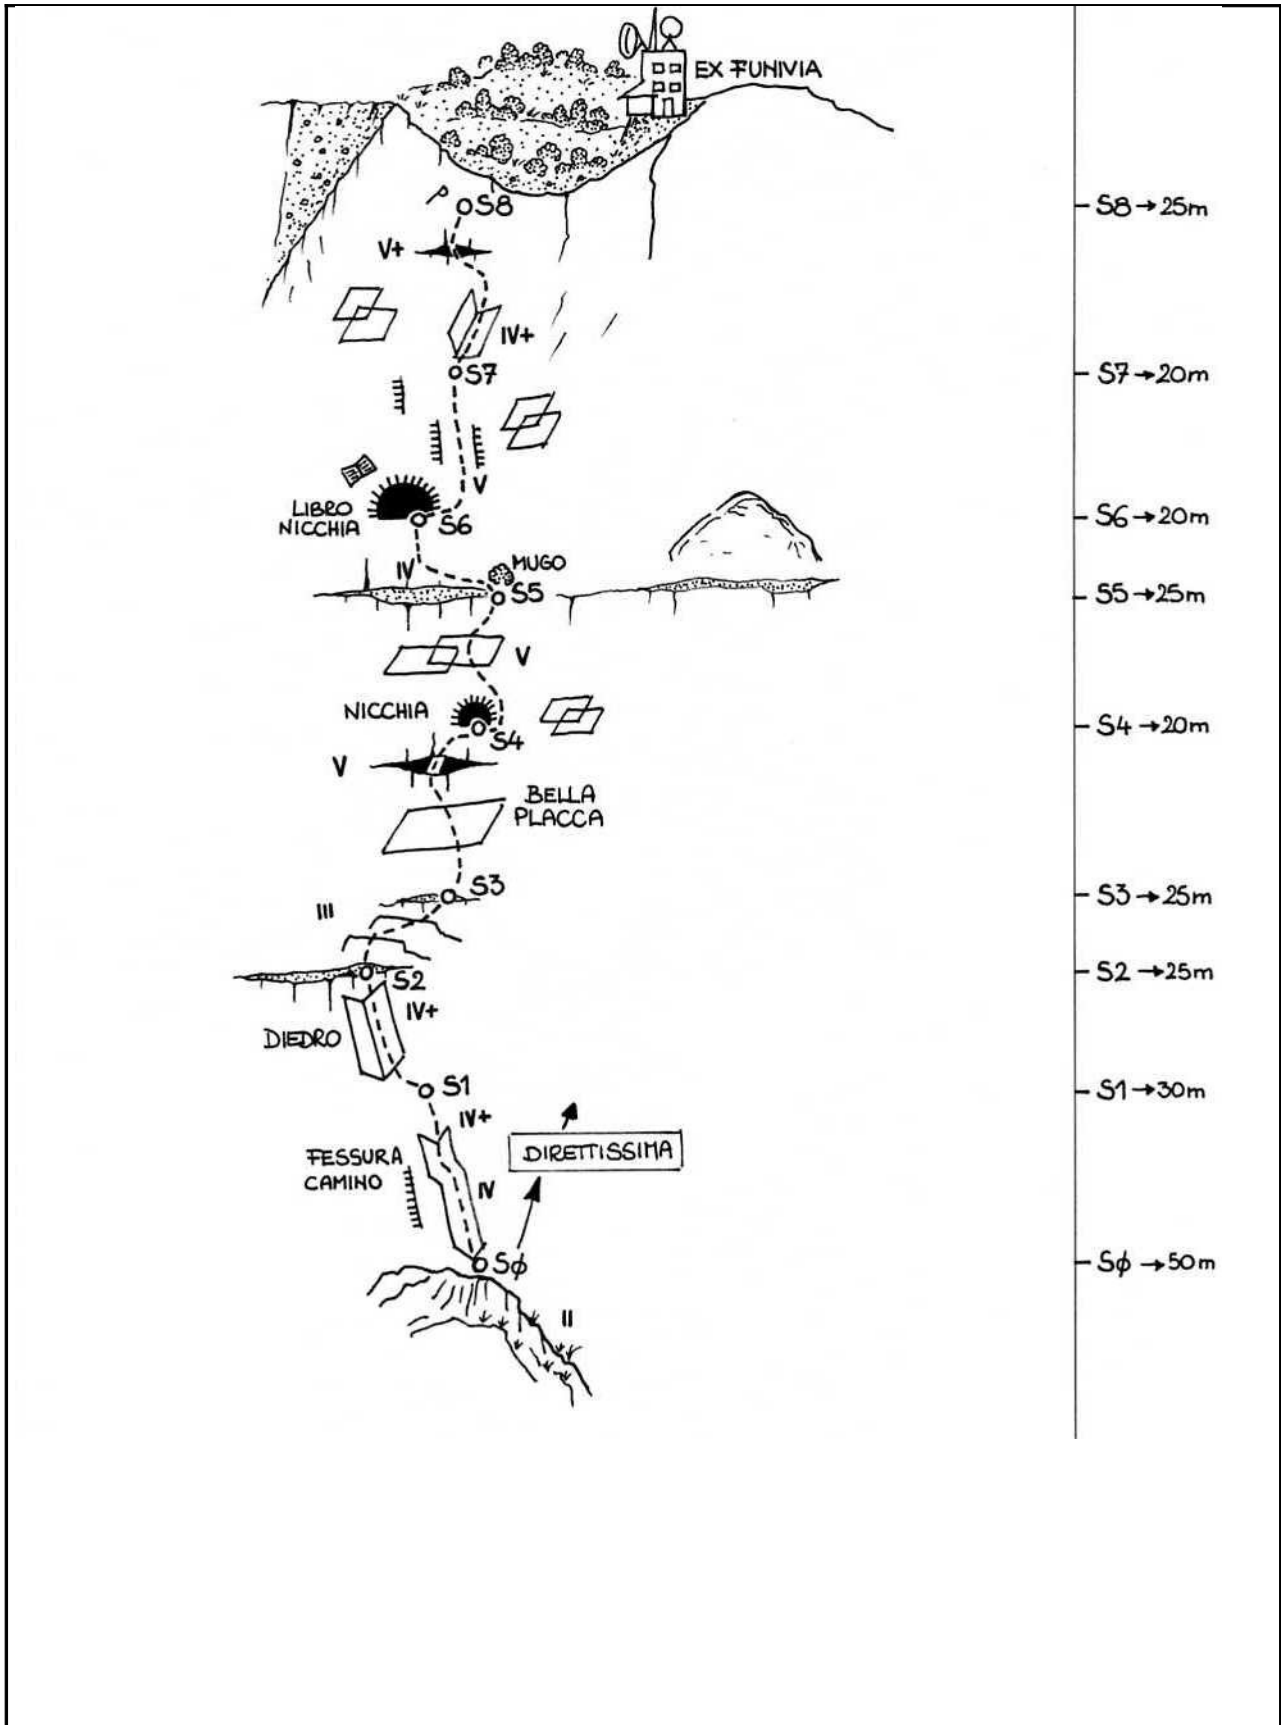 EX FUNIVIA
S8
S8→25m
V+
IV+
S7
S7→20m
V
LIBRO
NICCHIA
S6
S6→20m
IV
MUGO
S5
S5→25m
V
NICCHIA
S4
S4→20m
V
BELLA
PLACCA
S3
S3→25m
III
S2
S2→25m
IV+
DIEDRO
S1
S1→30m
IV+
DIRETTISSIMA
FESSURA
CAMINO
IV
Sϕ
Sϕ→50m
II